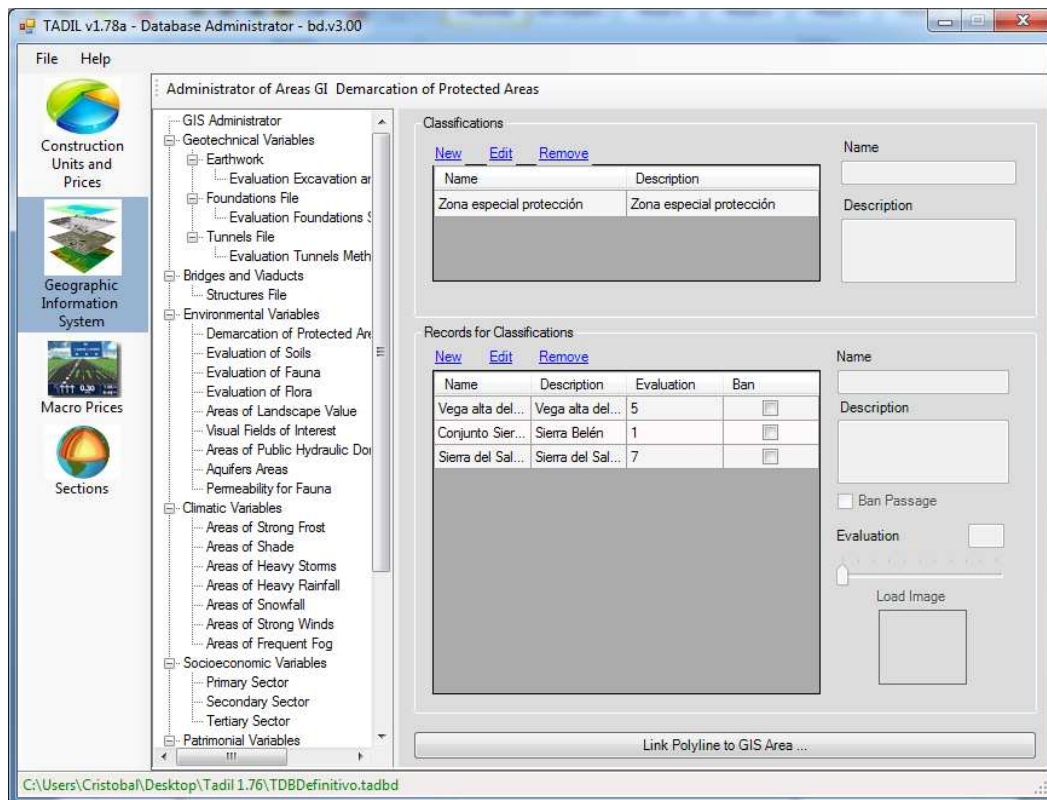 TADIL v1.78a - Database Administrator - bd.v3.00
File Help
Administrator of Areas GI Demarcation of Protected Areas
Construction
Units and
Prices
Geographic
Information
System
Macro Prices
Sections
GIS Administrator
Geotechnical Variables
Earthwork
Evaluation Excavation ar
Foundations File
Evaluation Foundations S
Tunnels File
Evaluation Tunnels Meth
Bridges and Viaducts
Structures File
Environmental Variables
Demarcation of Protected Are
Evaluation of Soils
Evaluation of Fauna
Evaluation of Flora
Areas of Landscape Value
Visual Fields of Interest
Areas of Public Hydraulic Dor
Aquifers Areas
Permeability for Fauna
Climatic Variables
Areas of Strong Frost
Areas of Shade
Areas of Heavy Storms
Areas of Heavy Rainfall
Areas of Snowfall
Areas of Strong Winds
Areas of Frequent Fog
Socioeconomic Variables
Primary Sector
Secondary Sector
Tertiary Sector
Patrimonial Variables
Classifications
New Edit Remove
Name Description
Zona especial protección Zona especial protección
Name
Description
Records for Classifications
New Edit Remove
Name Description Evaluation Ban
Vega alta del... Vega alta del... 5
Conjunto Sier... Sierra Belén 1
Sierra del Sal... Sierra del Sal... 7
Name
Description
Ban Passage
Evaluation
Load Image
Link Polyline to GIS Area ...
C:\Users\Cristobal\Desktop\Tadil 1.76\TDBDefinitivo.tadbd